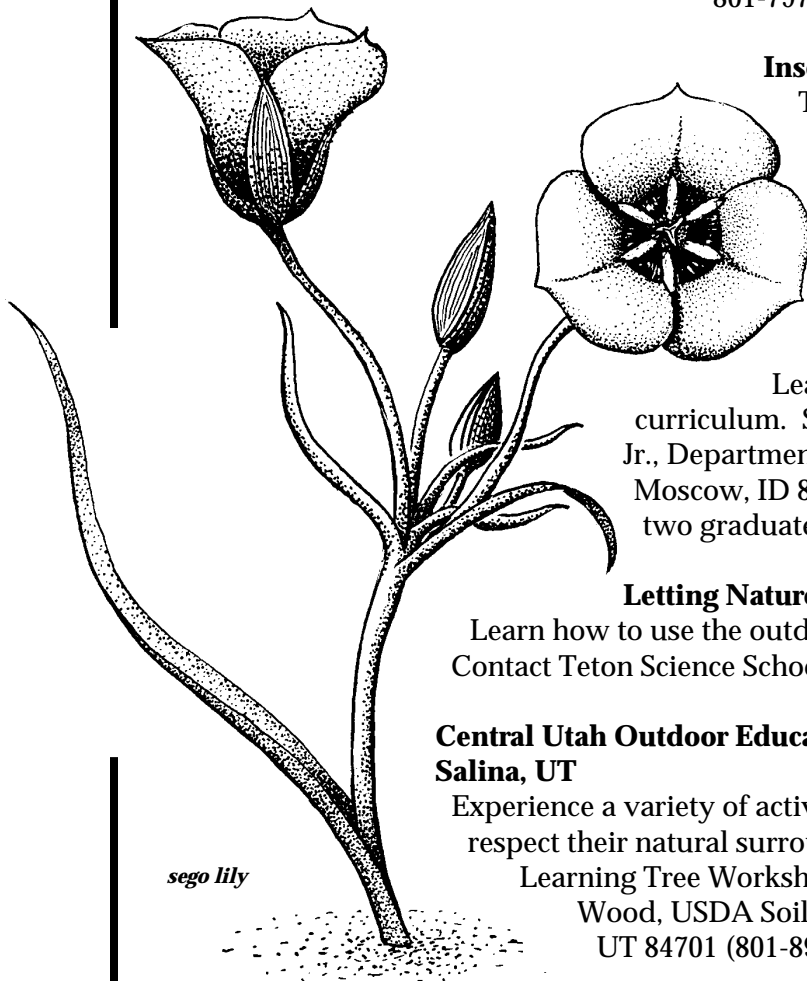 801-797
Inse
T
Lea
curriculum. S
Jr., Departmen
Moscow, ID 8
two graduate
Letting Nature
Learn how to use the outd
Contact Teton Science Schoo
Central Utah Outdoor Educa
Salina, UT
Experience a variety of activ
respect their natural surrou
Learning Tree Worksh
Wood, USDA Soil
UT 84701 (801-89
sego lily